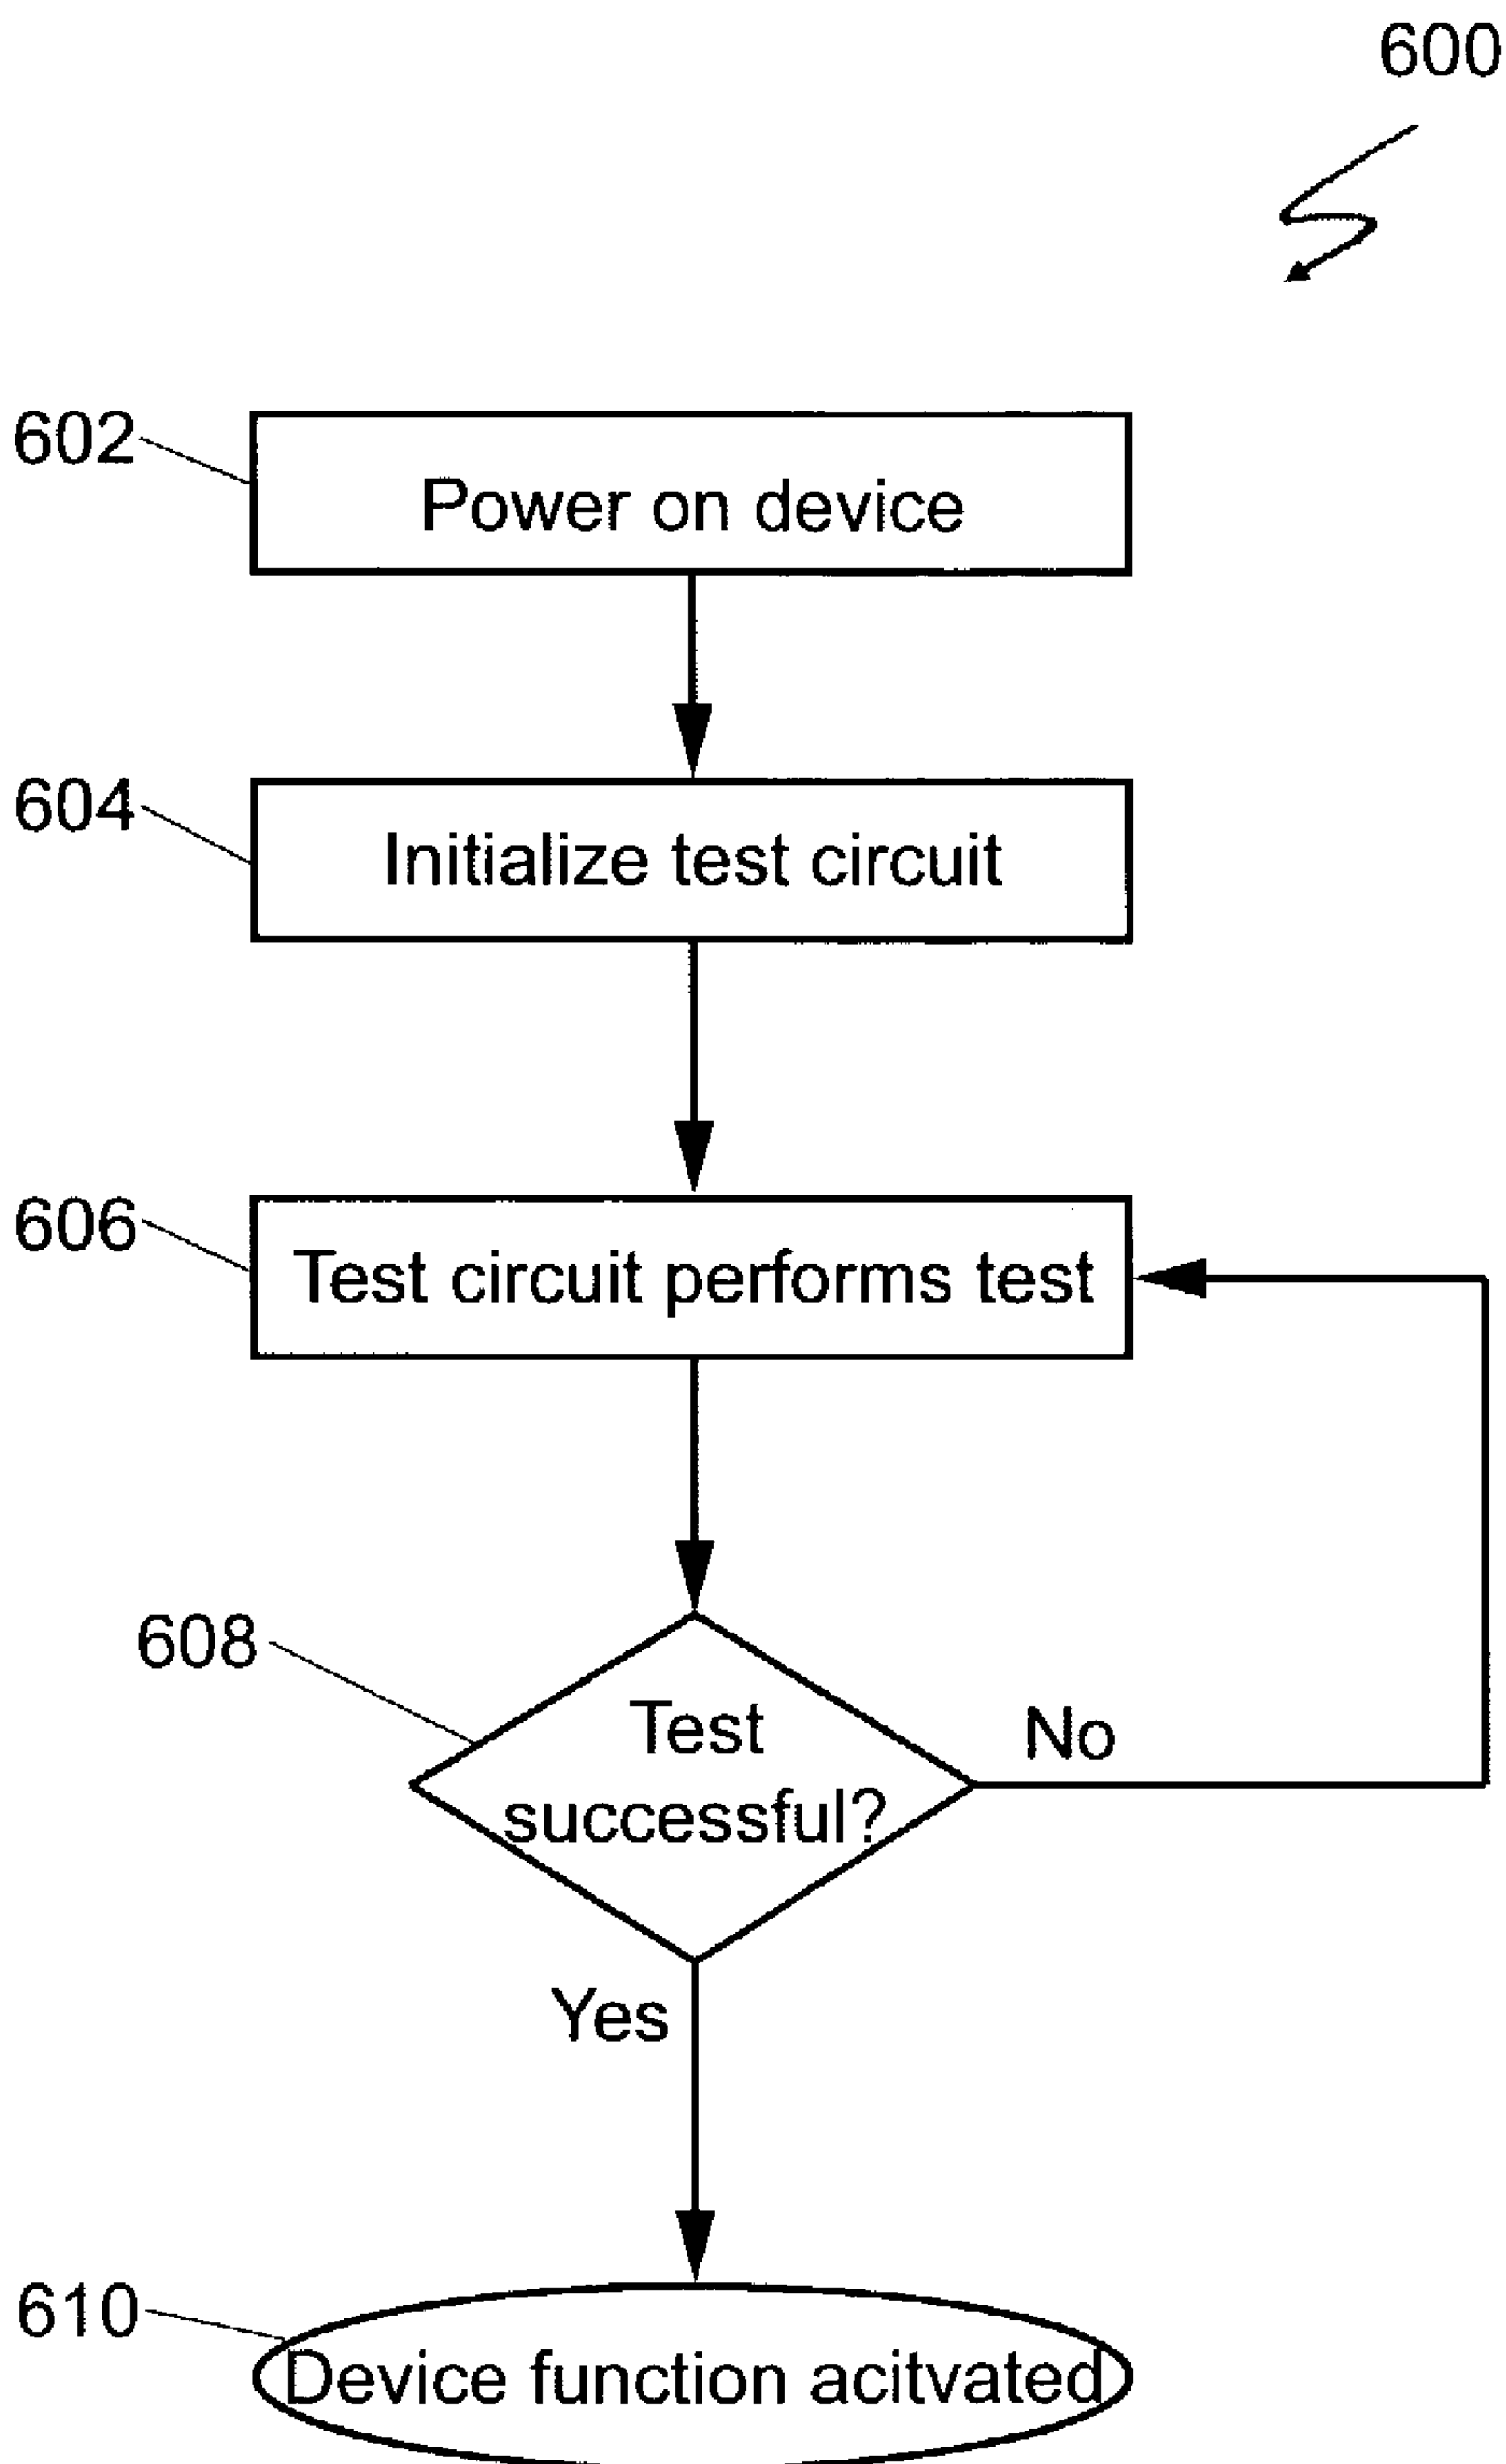 600
602
Power on device
604
Initialize test circuit
606
Test circuit performs test
608
Test
successful?
No
Yes
610
Device function acitvated